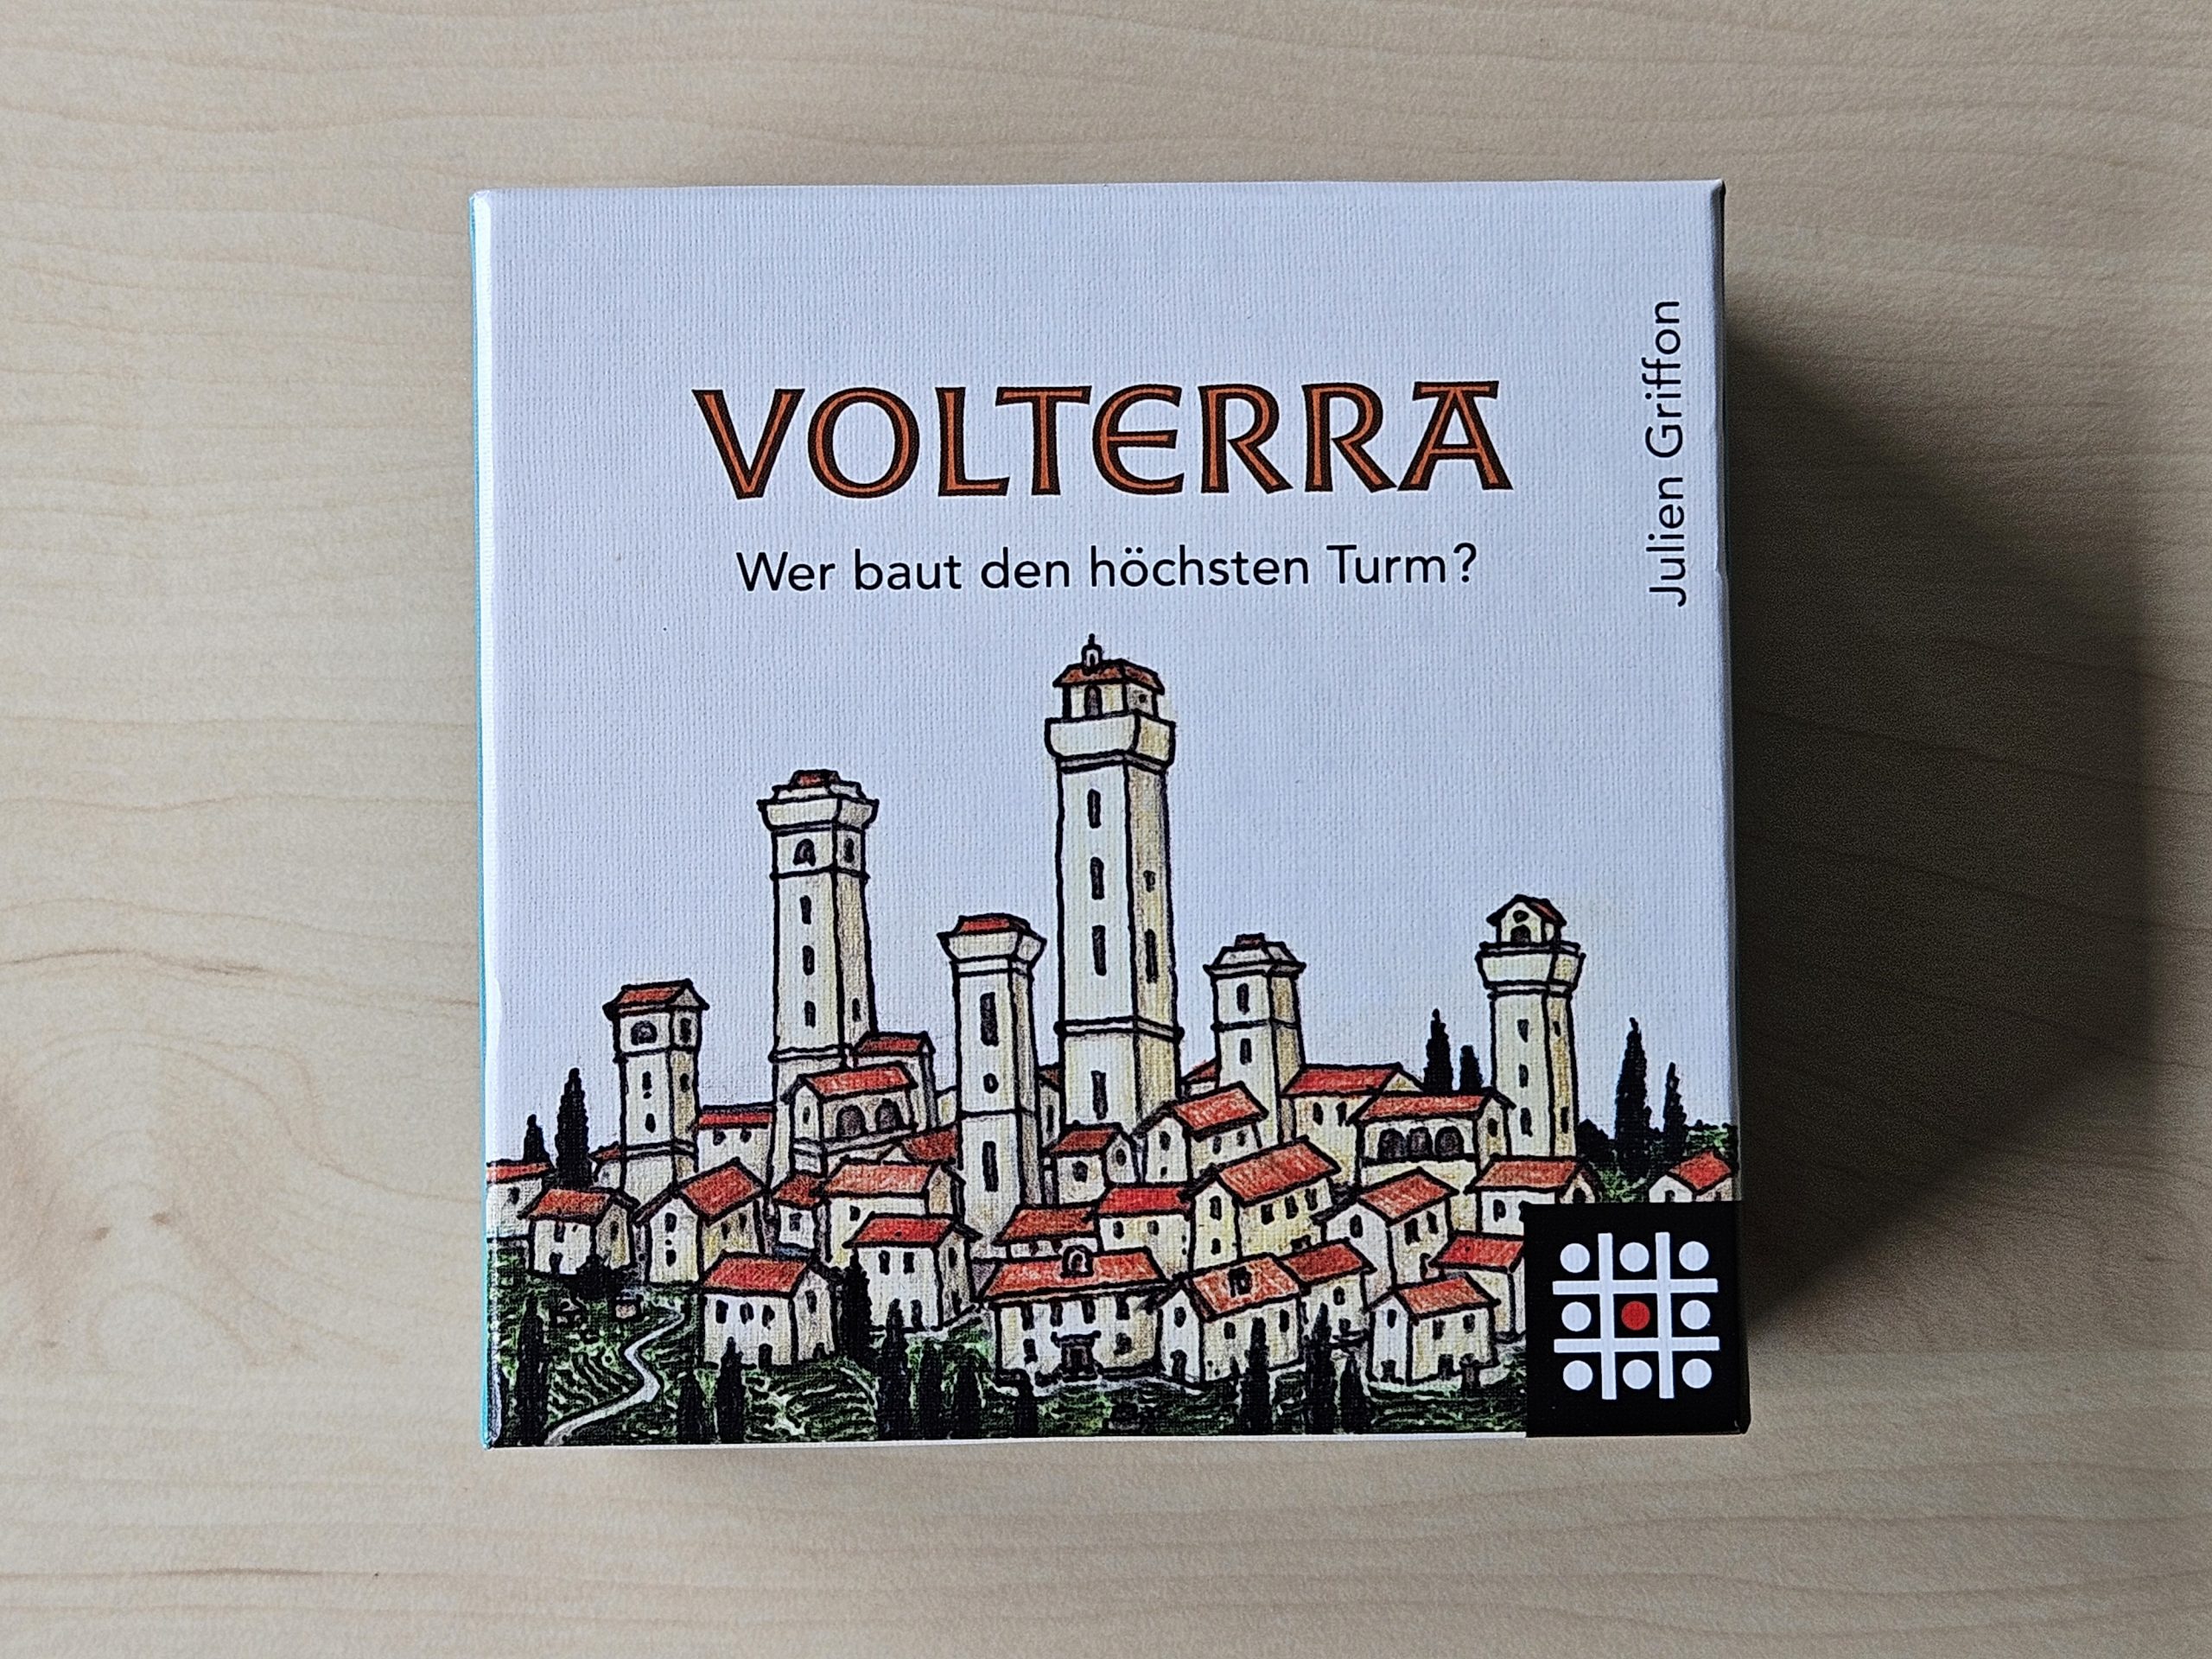 VOLTERRA
Wer baut den höchsten Turm?
Julien Griffon